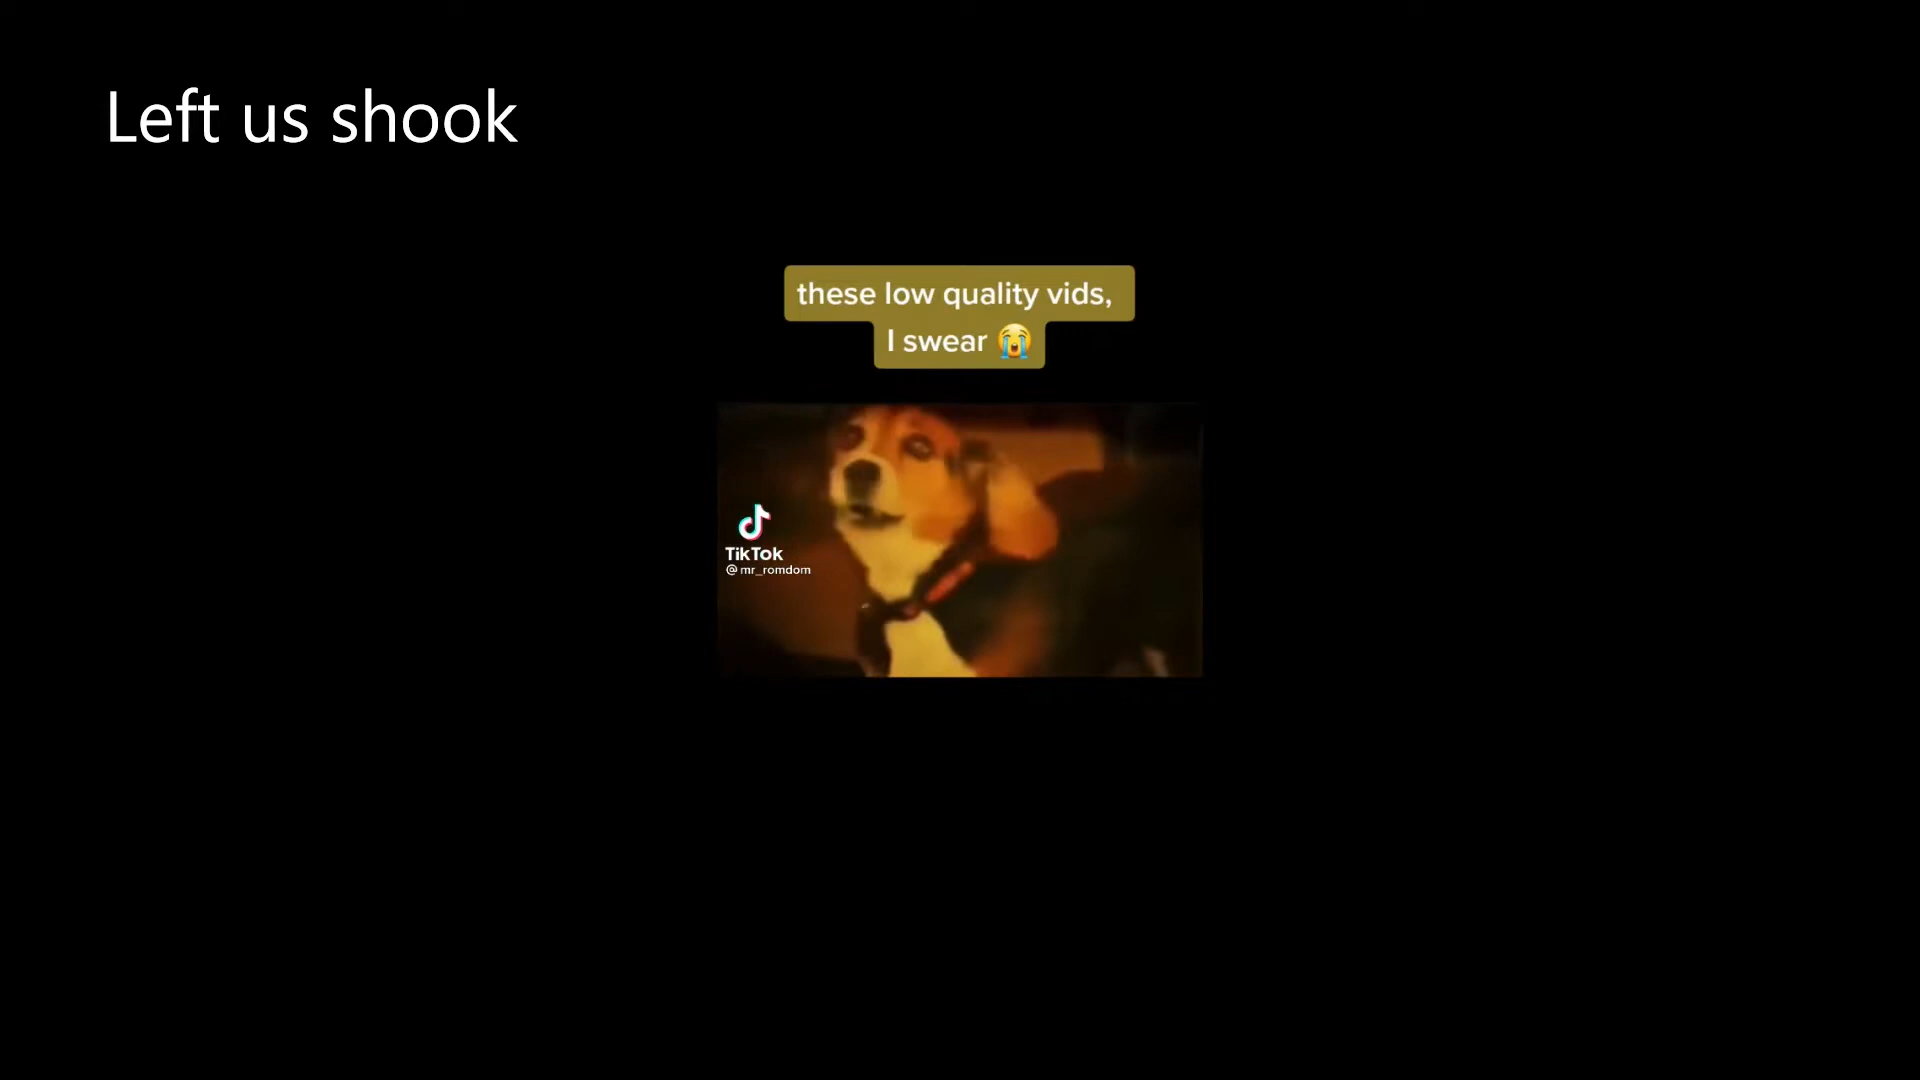 Left us shook
these low quality vids,
I swear 😭
TikTok
@mr_romdom